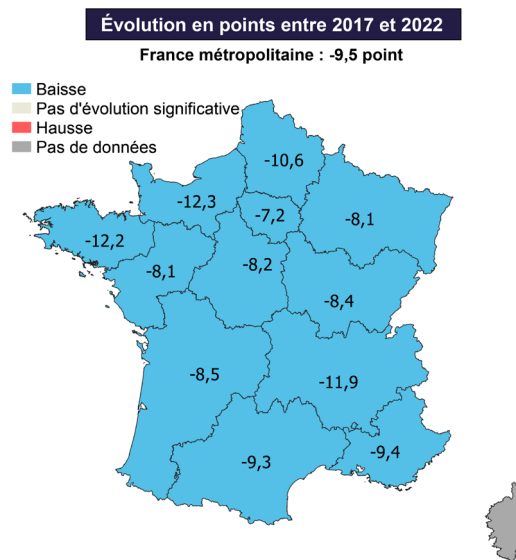 Évolution en points entre 2017 et 2022
France métropolitaine : -9,5 point
Baisse
Pas d'évolution significative
Hausse
Pas de données
-10,6
-12,3
-7,2
-8,1
-12,2
-8,1
-8,2
-8,4
-8,5
-11,9
-9,3
-9,4